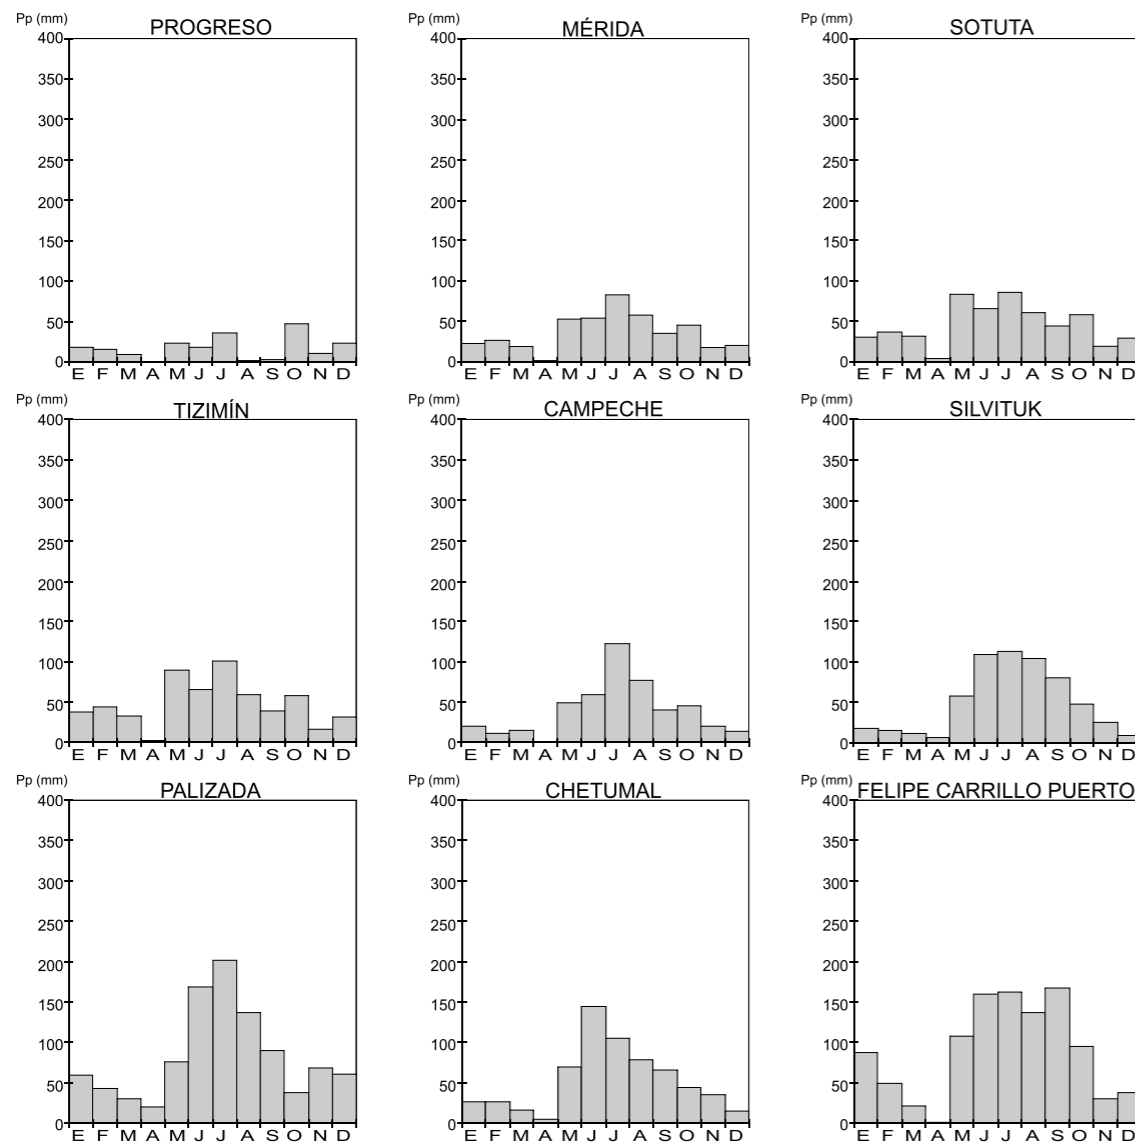 Pp (mm) Pp (mm) Pp (mm)
PROGRESO MÉRIDA SOTUTA
400 400 400
350 350 350
300 300 300
250 250 250
200 200 200
150 150 150
100 100 100
50 50 50
0 0 0
E F M A M J J A S O N D E F M A M J J A S O N D E F M A M J J A S O N D
Pp (mm) Pp (mm) Pp (mm)
TIZIMÍN CAMPECHE SILVITUK
400 400 400
350 350 350
300 300 300
250 250 250
200 200 200
150 150 150
100 100 100
50 50 50
0 0 0
E F M A M J J A S O N D E F M A M J J A S O N D E F M A M J J A S O N D
Pp (mm) Pp (mm) Pp (mm)
PALIZADA CHETUMAL FELIPE CARRILLO PUERTO
400 400 400
350 350 350
300 300 300
250 250 250
200 200 200
150 150 150
100 100 100
50 50 50
0 0 0
E F M A M J J A S O N D E F M A M J J A S O N D E F M A M J J A S O N D